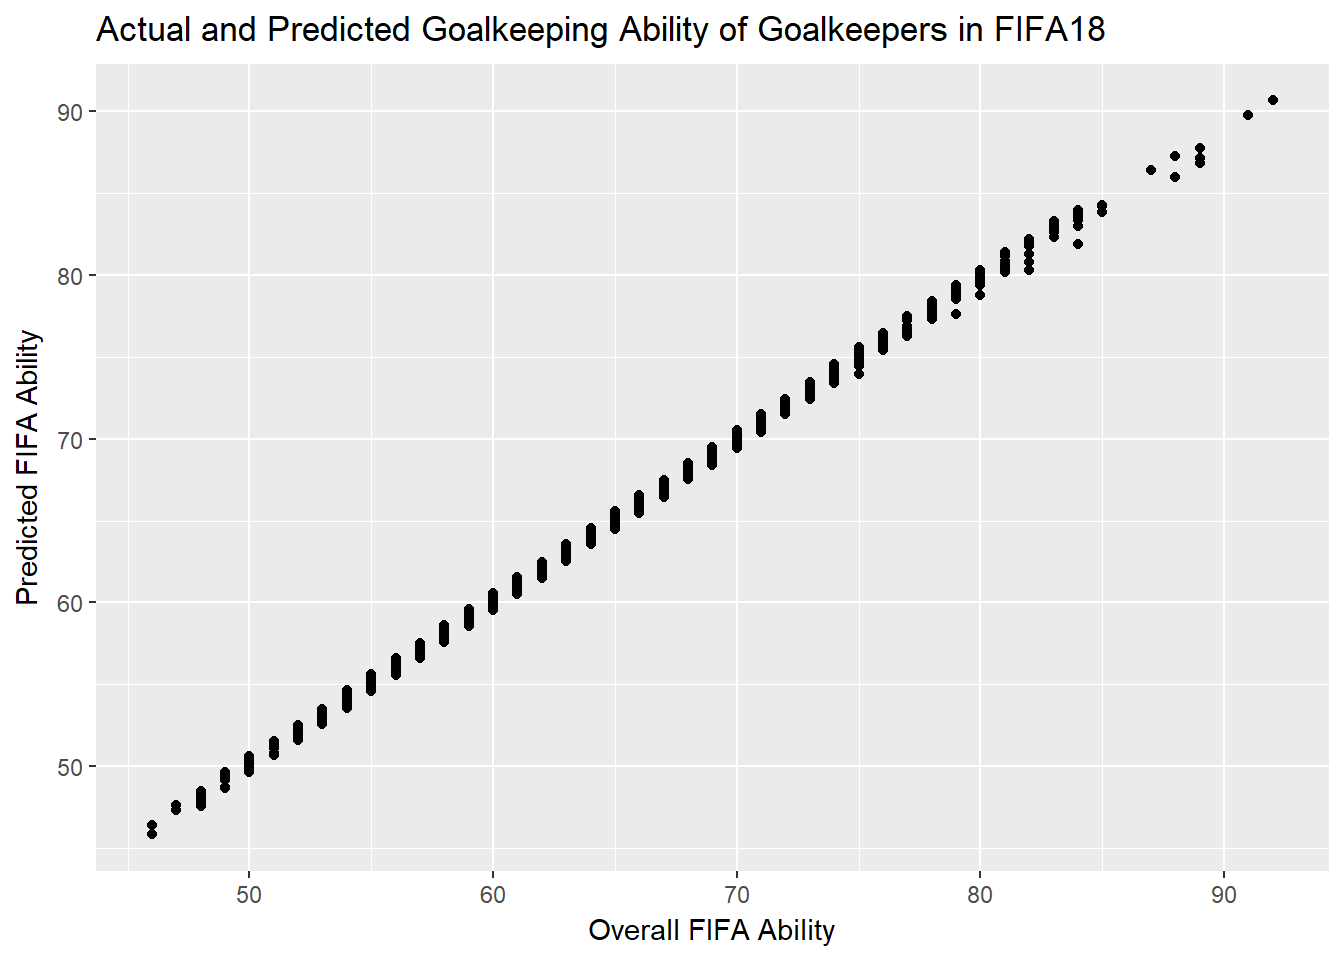 Actual and Predicted Goalkeeping Ability of Goalkeepers in FIFA18
90
80
70
60
50
Predicted FIFA Ability
50 60 70 80 90
Overall FIFA Ability